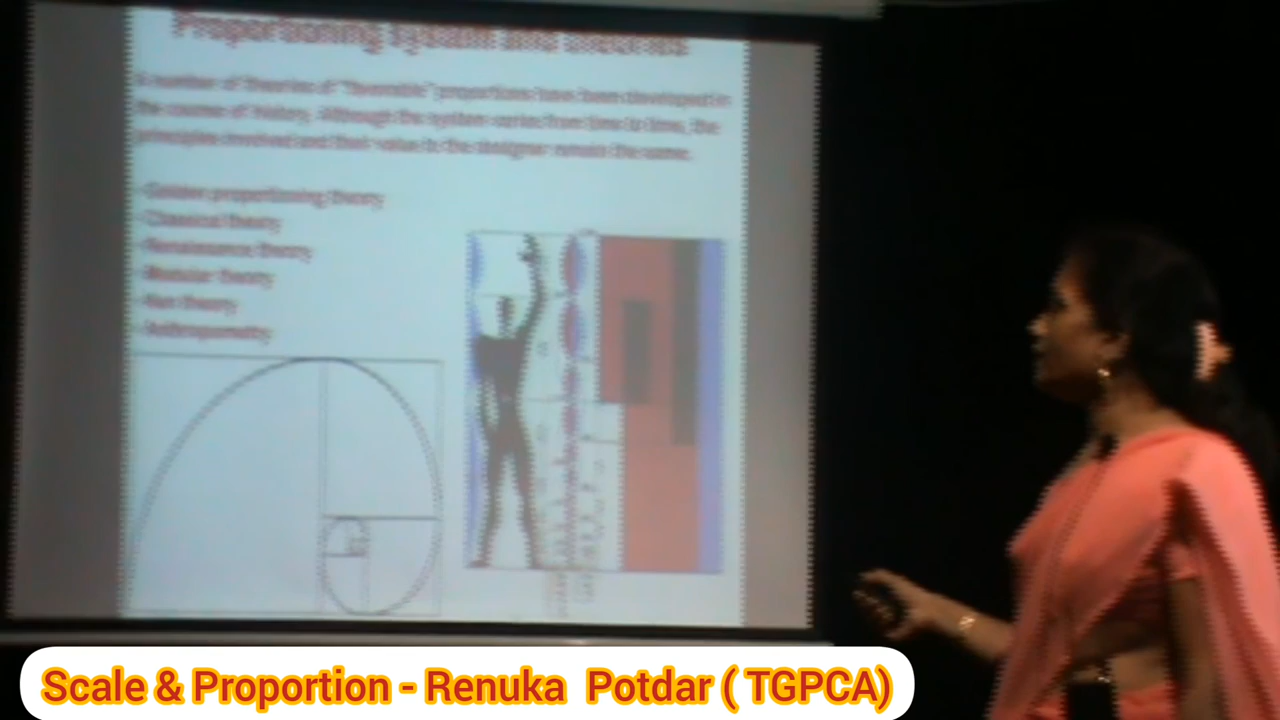 Proportioning system and theories
A number of theories of "favorable" proportions have been developed in
the course of history. Although the system varies from time to time, the
principles involved and their value to the designer remain the same.
- Golden proportioning theory
- Classical theory
- Renaissance theory
- Modular theory
- Ken theory
- Anthropometry
Scale & Proportion - Renuka Potdar ( TGPCA)